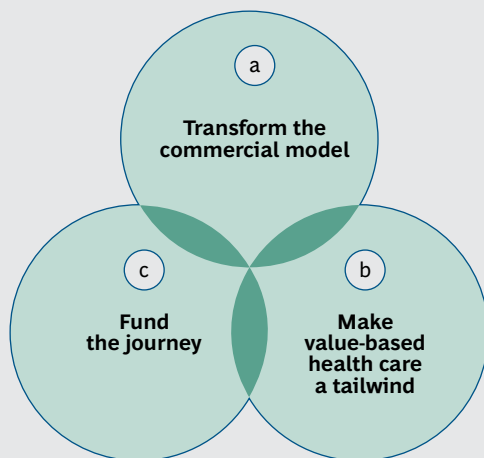 a
Transform the
commercial model
c
Fund
the journey
b
Make
value-based
health care
a tailwind